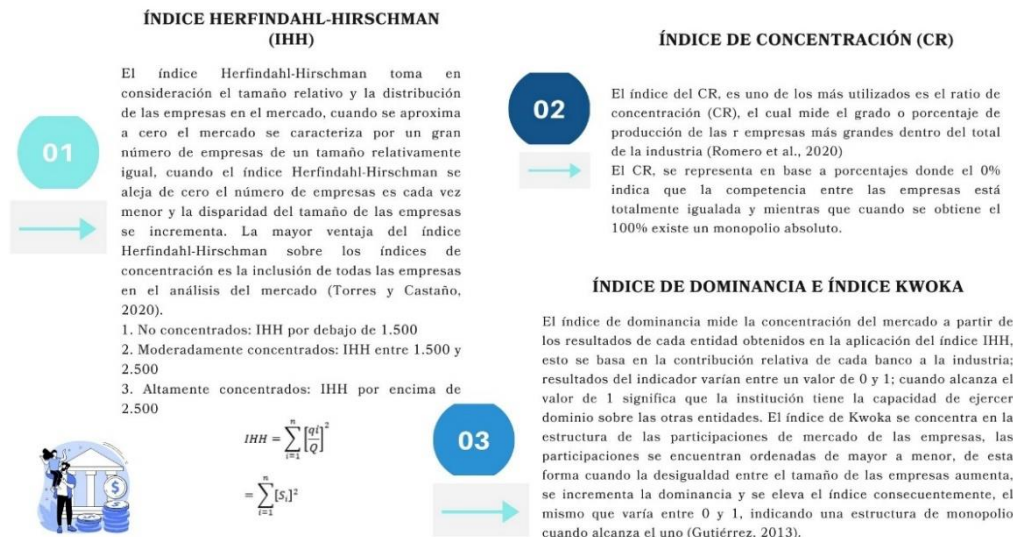 ÍNDICE HERFINDAHL-HIRSCHMAN
(IHH)
01
El índice Herfindahl-Hirschman toma en
consideración el tamaño relativo y la distribución
de las empresas en el mercado, cuando se aproxima
a cero el mercado se caracteriza por un gran
número de empresas de un tamaño relativamente
igual, cuando el índice Herfindahl-Hirschman se
aleja de cero el número de empresas es cada vez
menor y la disparidad del tamaño de las empresas
se incrementa. La mayor ventaja del índice
Herfindahl-Hirschman sobre los índices de
concentración es la inclusión de todas las empresas
en el análisis del mercado (Torres y Castaño,
2020).
1. No concentrados: IHH por debajo de 1.500
2. Moderadamente concentrados: IHH entre 1.500 y
2.500
3. Altamente concentrados: IHH por encima de
2.500
IHH = \sum_{i=1}^{n} [qi/Q]^2
= \sum_{i=1}^{n} [S_i]^2
$
ÍNDICE DE CONCENTRACIÓN (CR)
02
El índice del CR, es uno de los más utilizados es el ratio de
concentración (CR), el cual mide el grado o porcentaje de
producción de las r empresas más grandes dentro del total
de la industria (Romero et al., 2020)
El CR, se representa en base a porcentajes donde el 0%
indica que la competencia entre las empresas está
totalmente igualada y mientras que cuando se obtiene el
100% existe un monopolio absoluto.
ÍNDICE DE DOMINANCIA E ÍNDICE KWOKA
03
El índice de dominancia mide la concentración del mercado a partir de
los resultados de cada entidad obtenidos en la aplicación del índice IHH,
esto se basa en la contribución relativa de cada banco a la industria;
resultados del indicador varían entre un valor de 0 y 1; cuando alcanza el
valor de 1 significa que la institución tiene la capacidad de ejercer
dominio sobre las otras entidades. El índice de Kwoka se concentra en la
estructura de las participaciones de mercado de las empresas, las
participaciones se encuentran ordenadas de mayor a menor, de esta
forma cuando la desigualdad entre el tamaño de las empresas aumenta,
se incrementa la dominancia y se eleva el índice consecuentemente, el
mismo que varía entre 0 y 1, indicando una estructura de monopolio
cuando alcanza el uno (Gutiérrez, 2013).